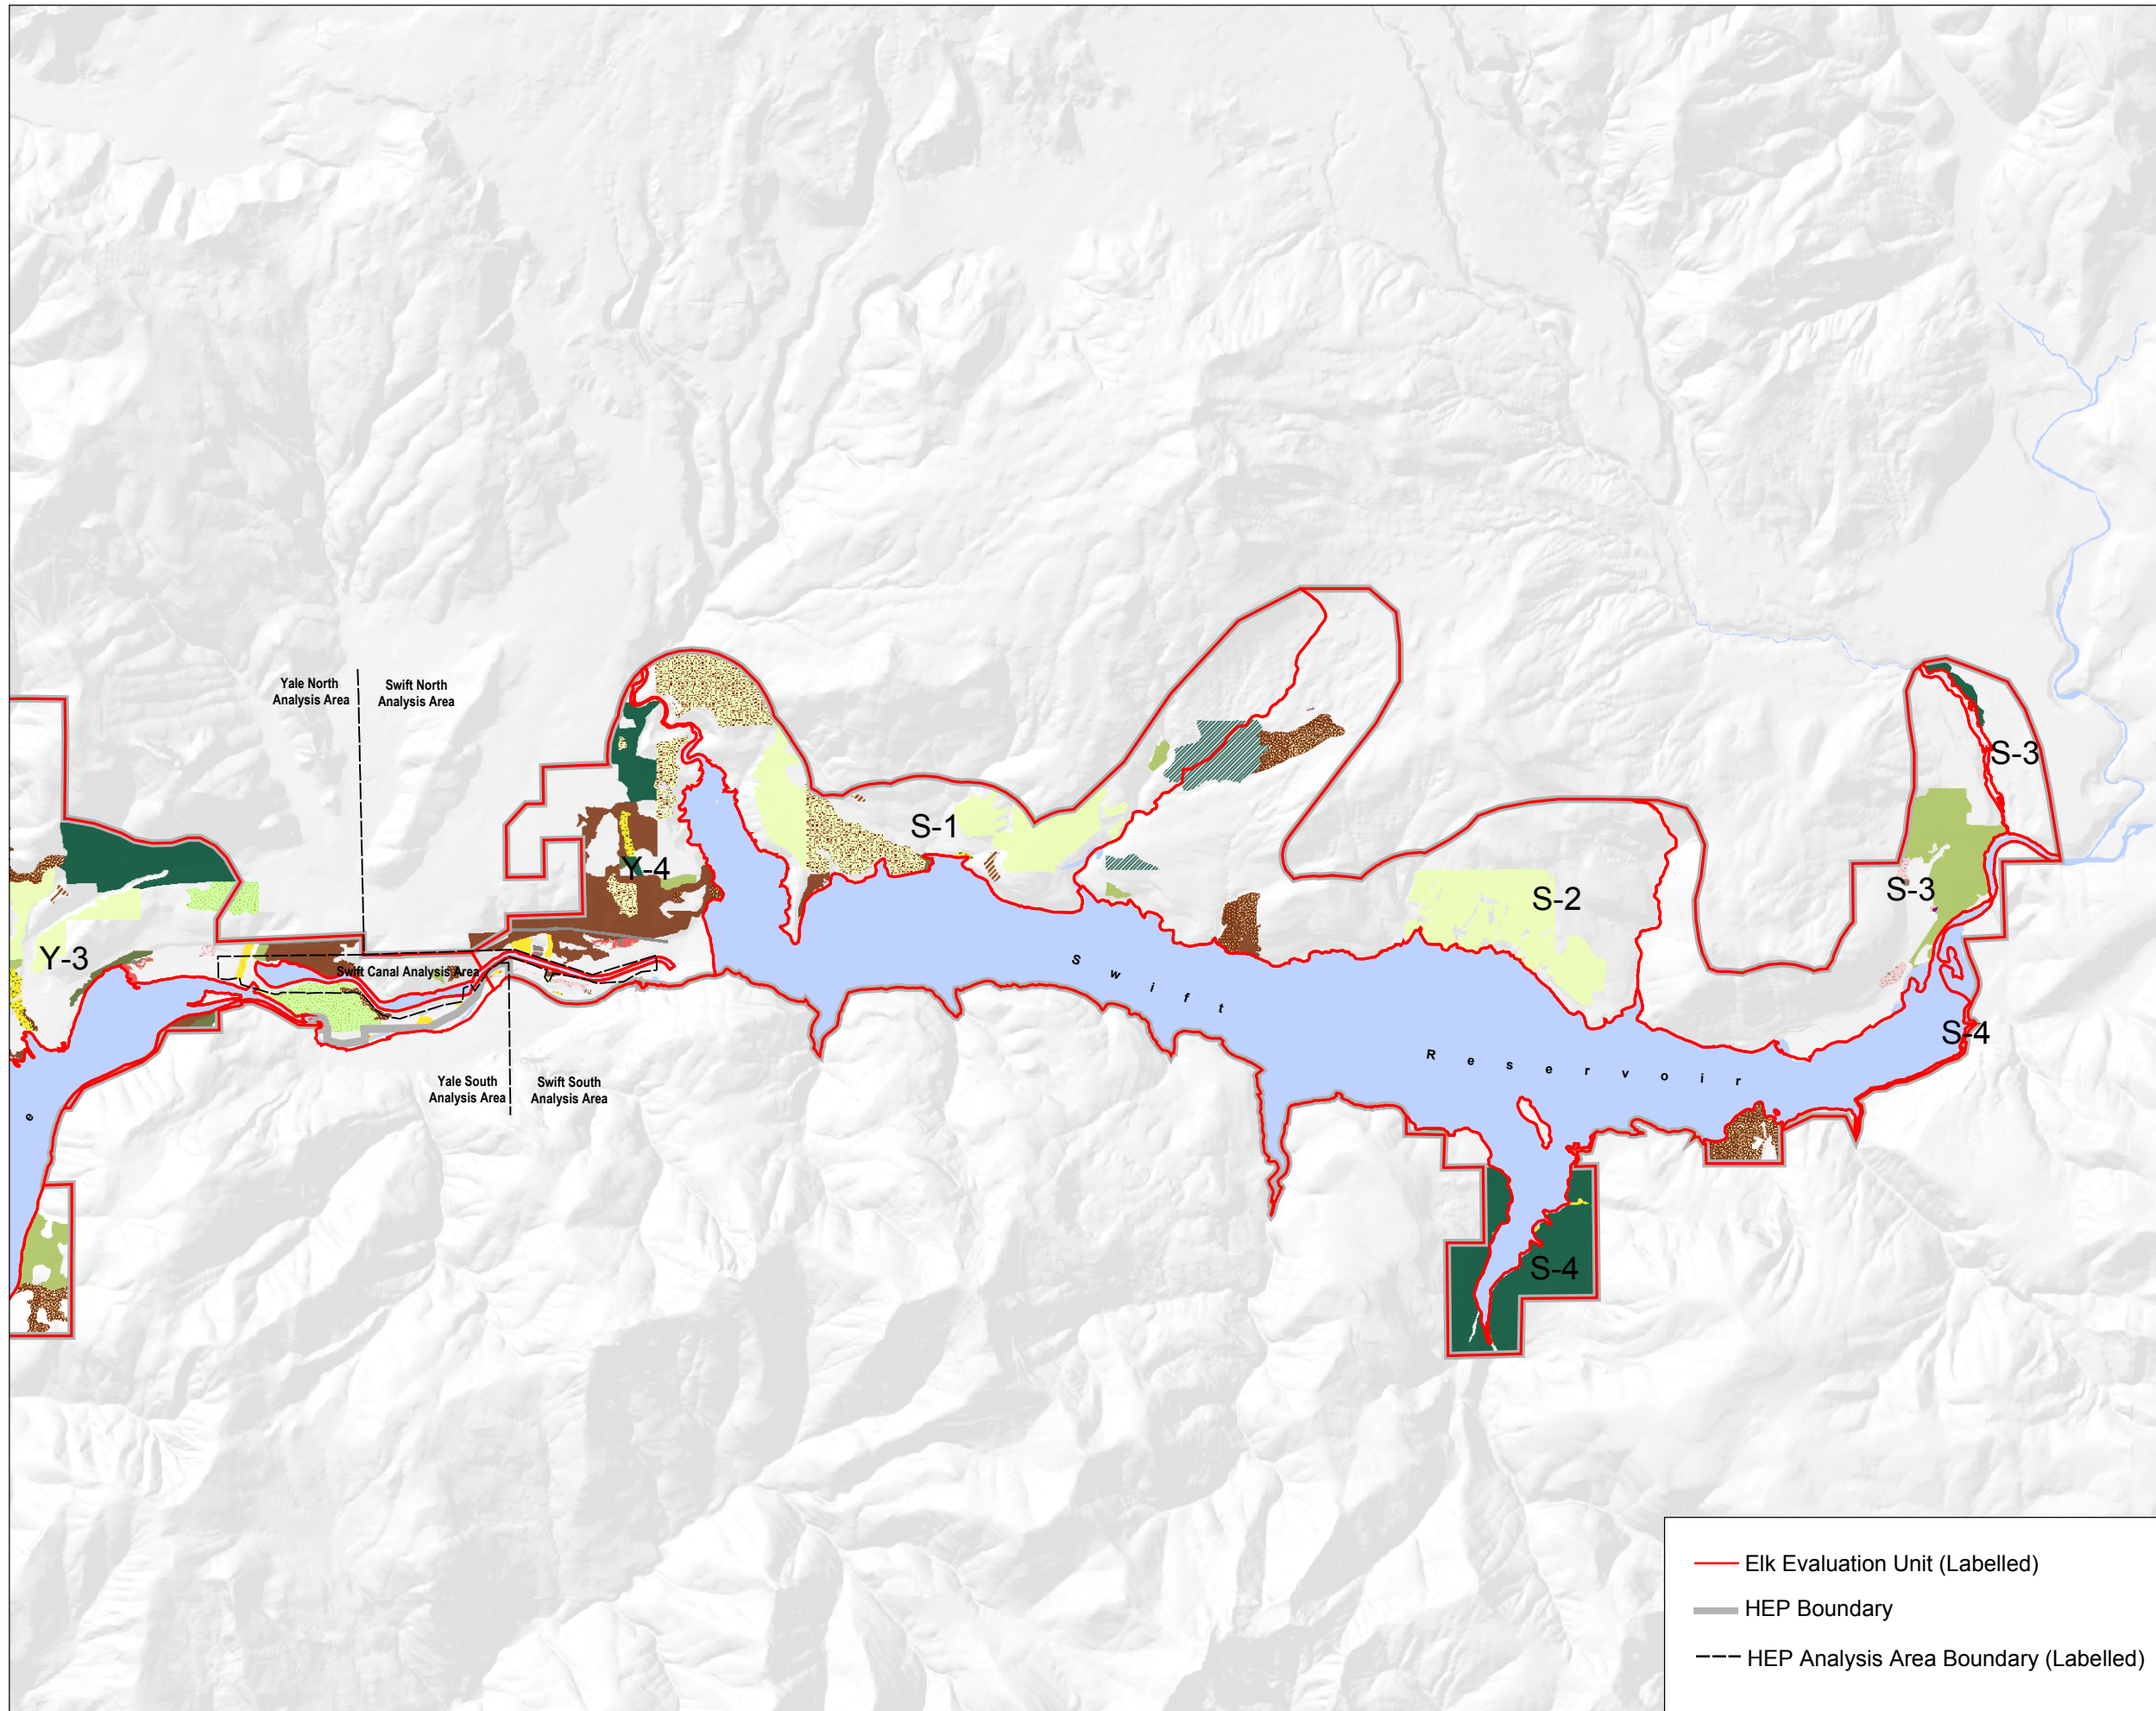 Yale North
Analysis Area
Swift North
Analysis Area
S-3
S-1
Y-4
S-3
S-2
Y-3
Swift Canal Analysis Area
Swift
S-4
Reservoir
Yale South
Analysis Area
Swift South
Analysis Area
e
S-4
Elk Evaluation Unit (Labelled)
HEP Boundary
HEP Analysis Area Boundary (Labelled)